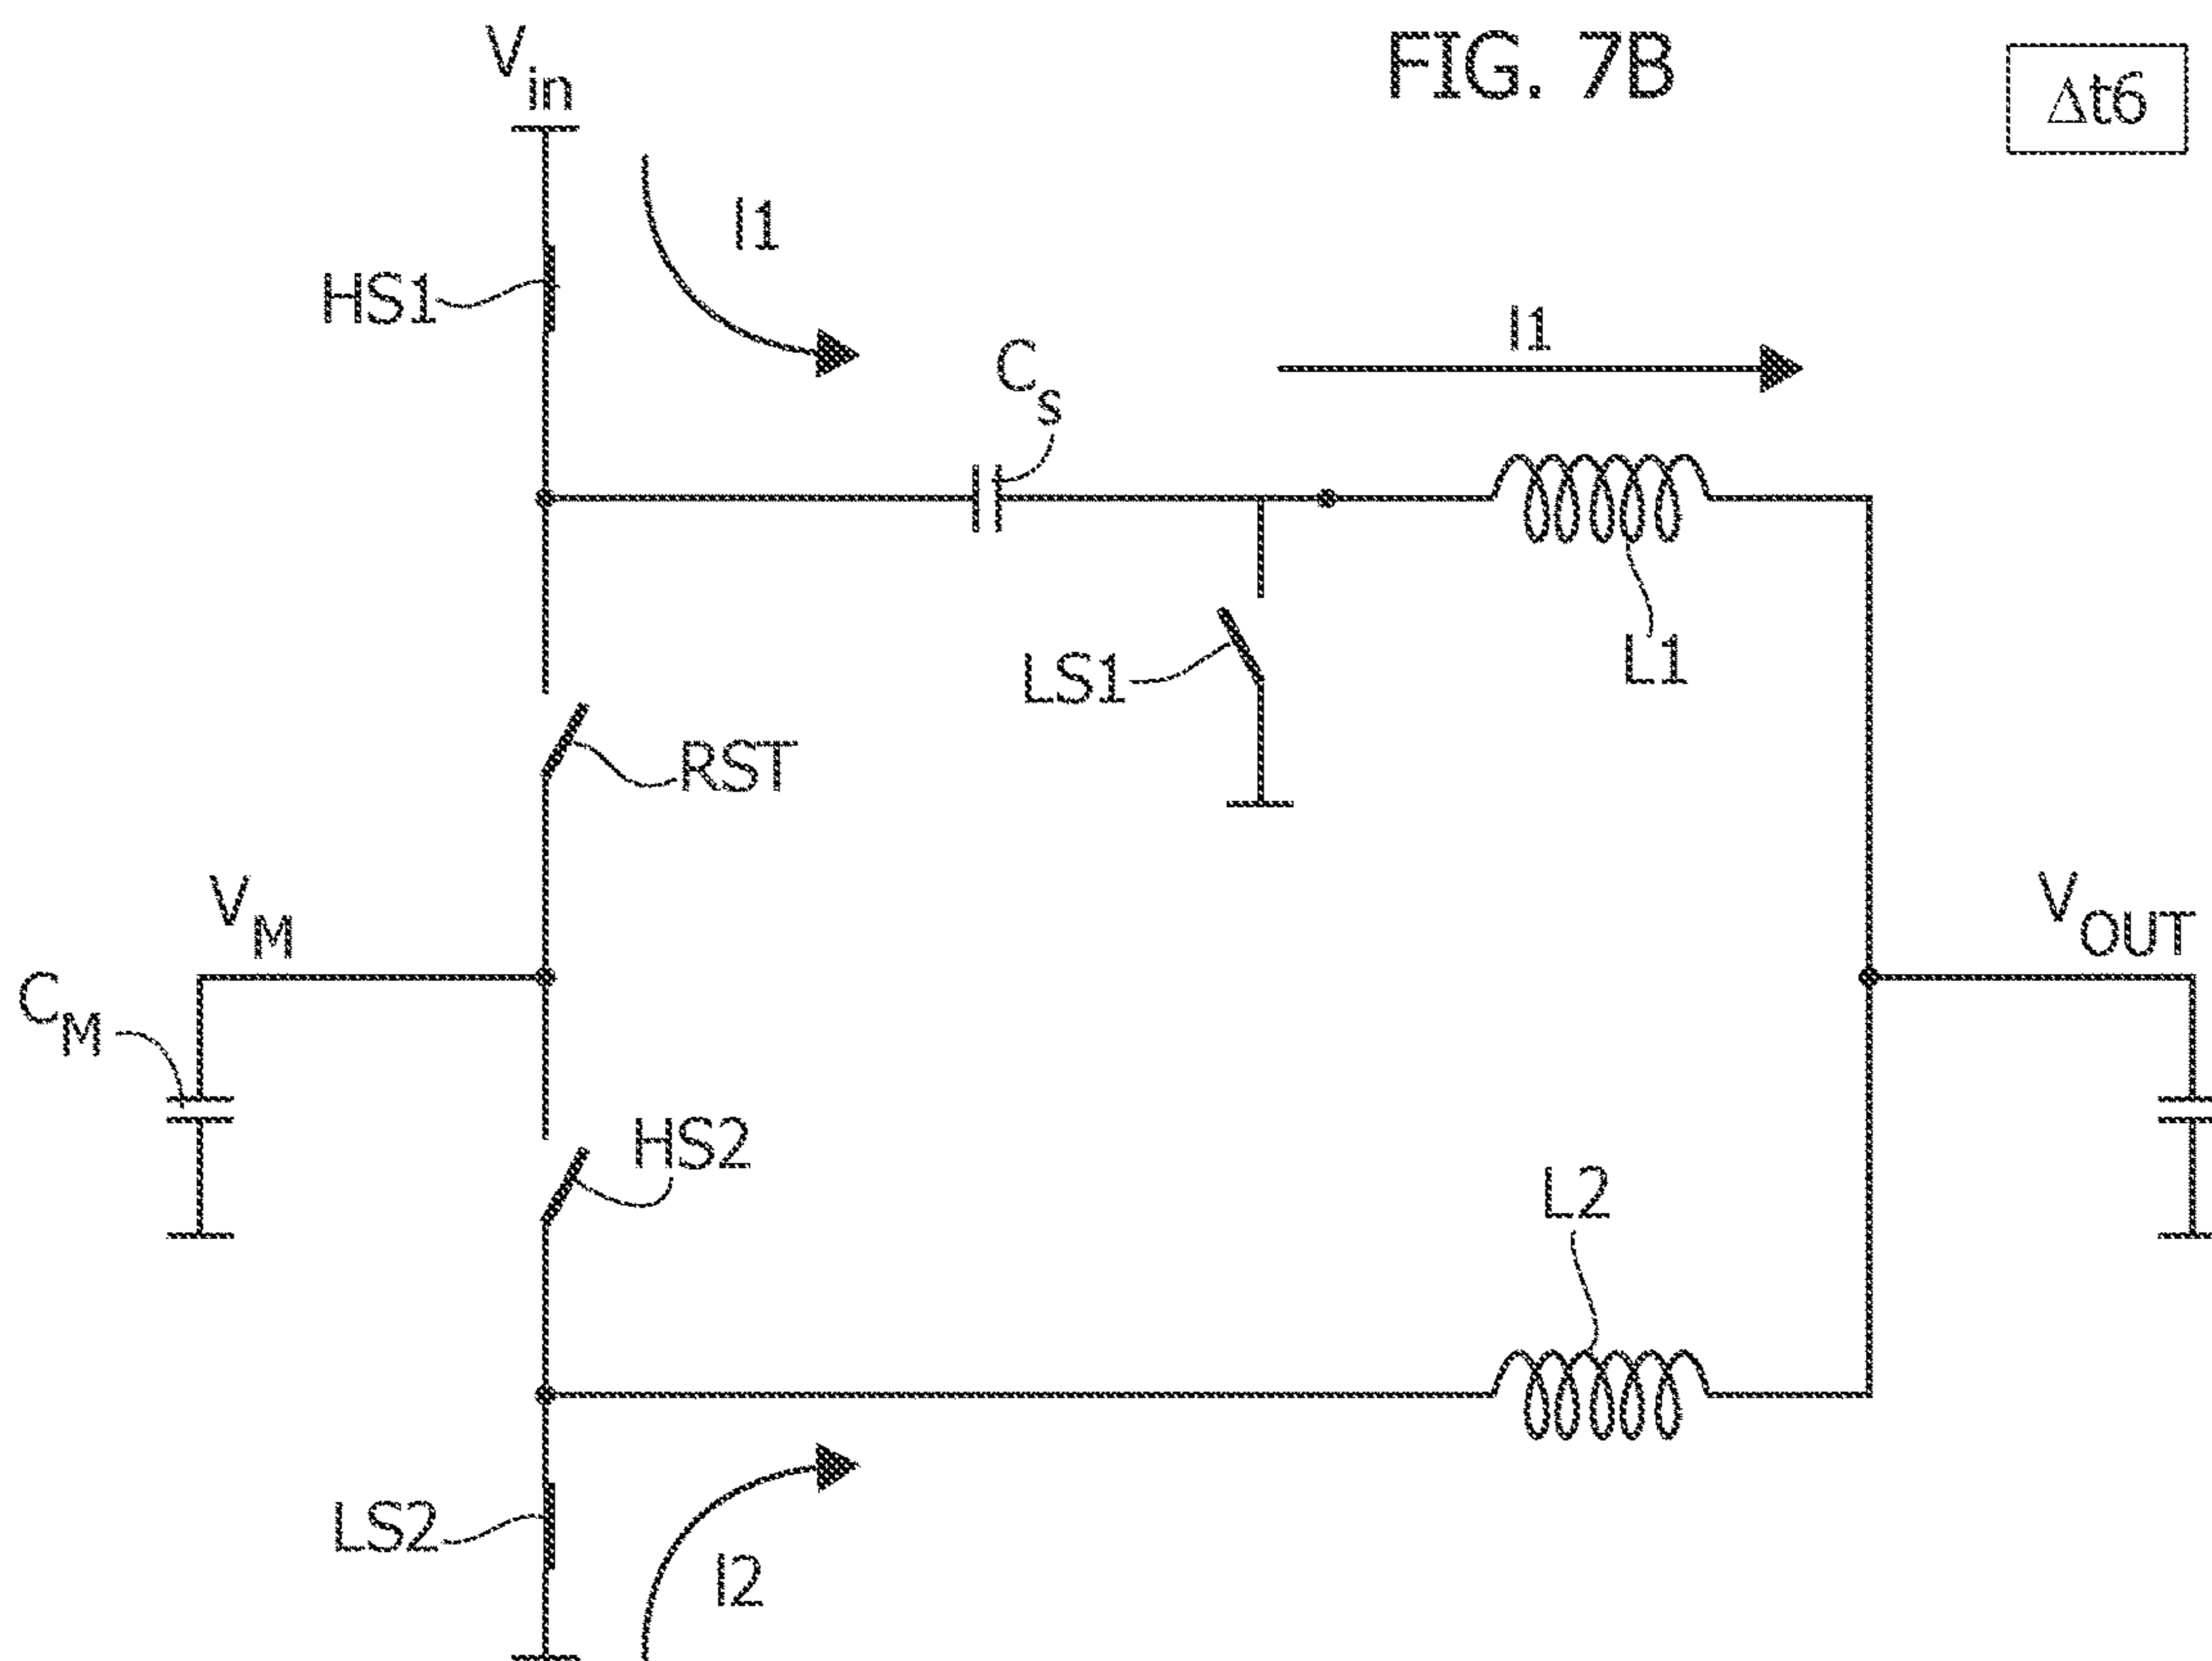 FIG. 7B
Δt6
Vin
I1
HS1
I1
Cs
L1
LS1
RST
VM
VOUT
CM
HS2
L2
LS2
I2